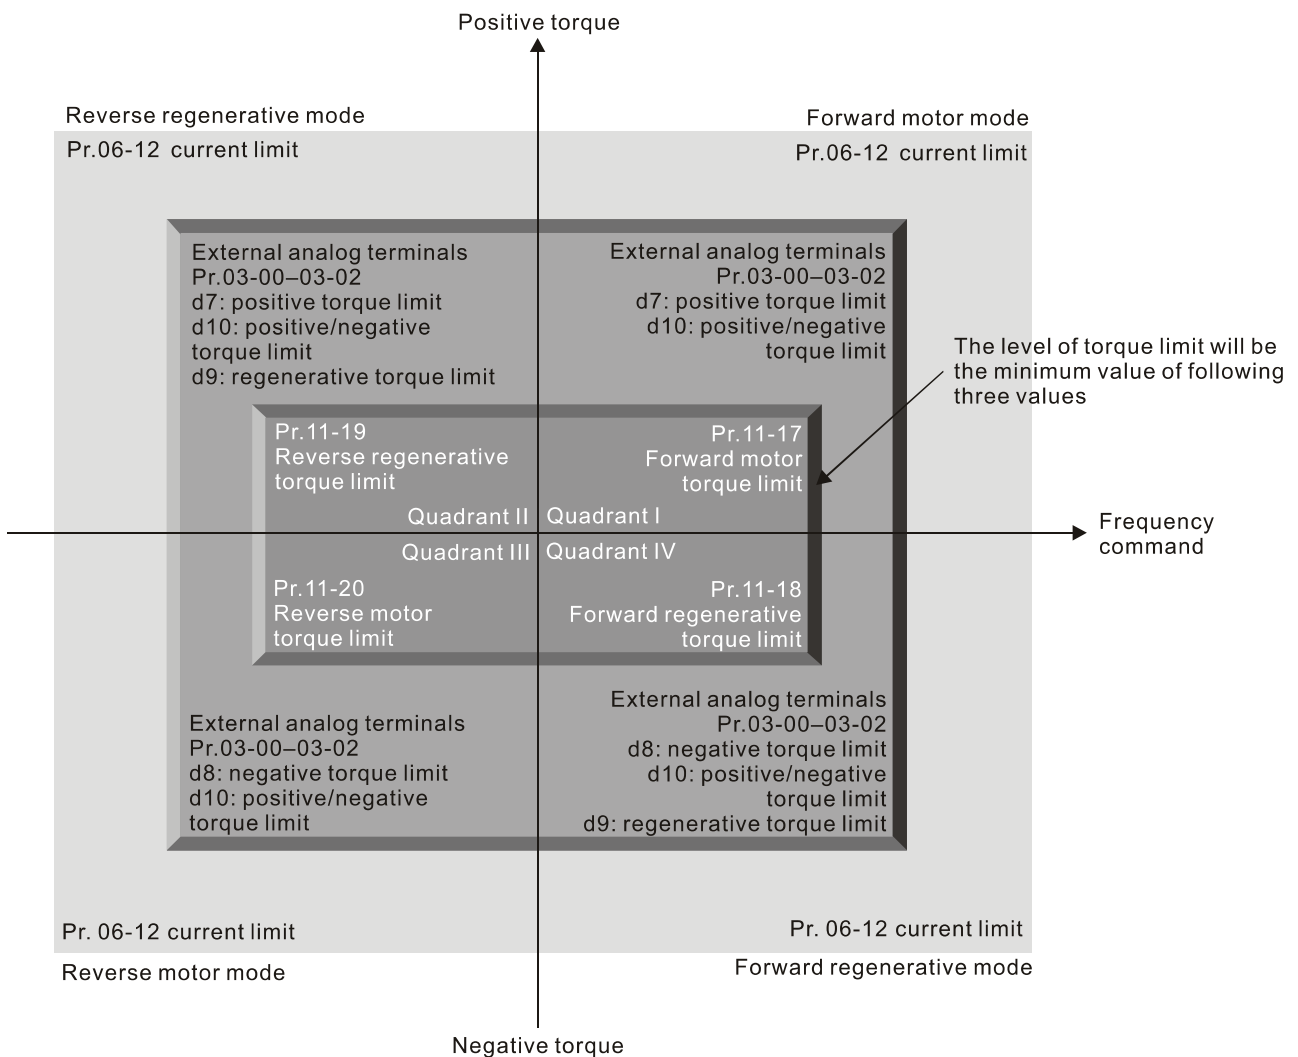 Positive torque
Reverse regenerative mode
Forward motor mode
Pr.06-12 current limit
Pr.06-12 current limit
External analog terminals
Pr.03-00–03-02
d7: positive torque limit
d10: positive/negative
torque limit
d9: regenerative torque limit
External analog terminals
Pr.03-00–03-02
d7: positive torque limit
d10: positive/negative
torque limit
The level of torque limit will be
the minimum value of following
three values
Pr.11-19
Reverse regenerative
torque limit
Pr.11-17
Forward motor
torque limit
Quadrant II
Quadrant I
Frequency
command
Quadrant III
Quadrant IV
Pr.11-20
Reverse motor
torque limit
Pr.11-18
Forward regenerative
torque limit
External analog terminals
Pr.03-00–03-02
d8: negative torque limit
d10: positive/negative
torque limit
External analog terminals
Pr.03-00–03-02
d8: negative torque limit
d10: positive/negative
torque limit
d9: regenerative torque limit
Pr. 06-12 current limit
Pr. 06-12 current limit
Reverse motor mode
Forward regenerative mode
Negative torque